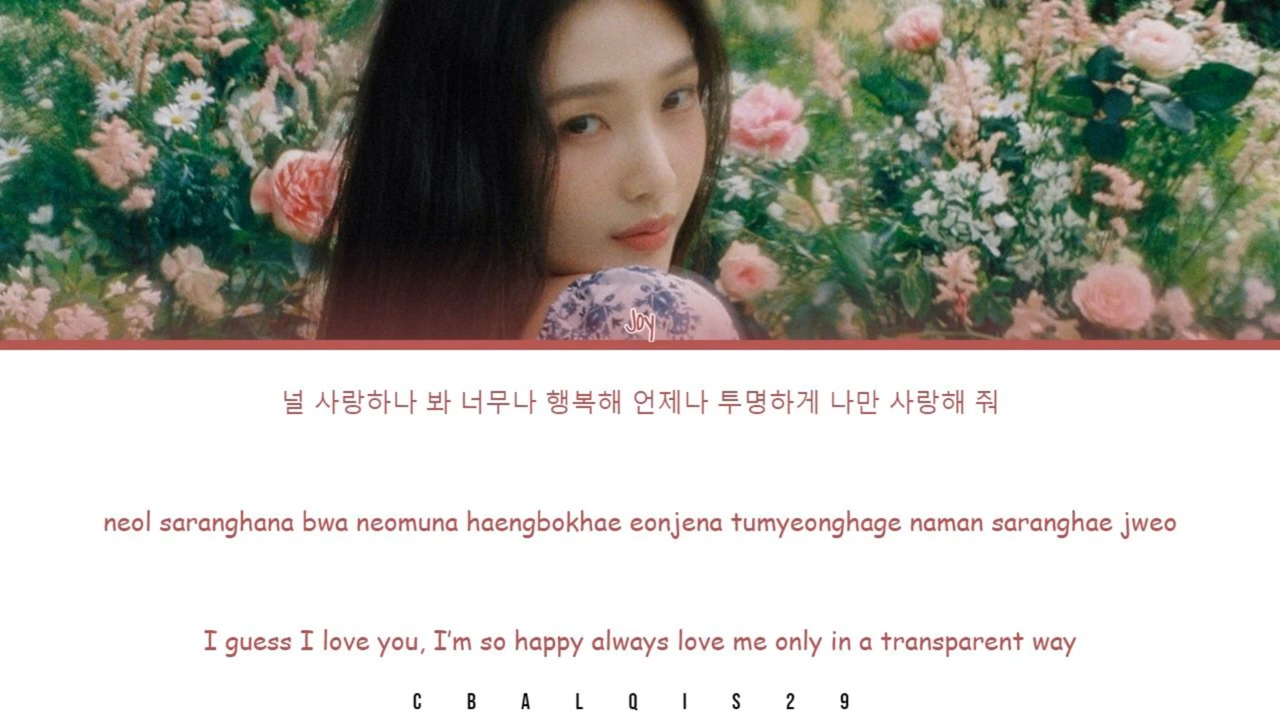 Joy
널 사랑하나 봐 너무나 행복해 언제나 투명하게 나만 사랑해 줘
neol saranghana bwa neomuna haengbokhae eonjena tumyeonghage naman saranghae jweo
I guess I love you, I'm so happy always love me only in a transparent way
CBALQIS29